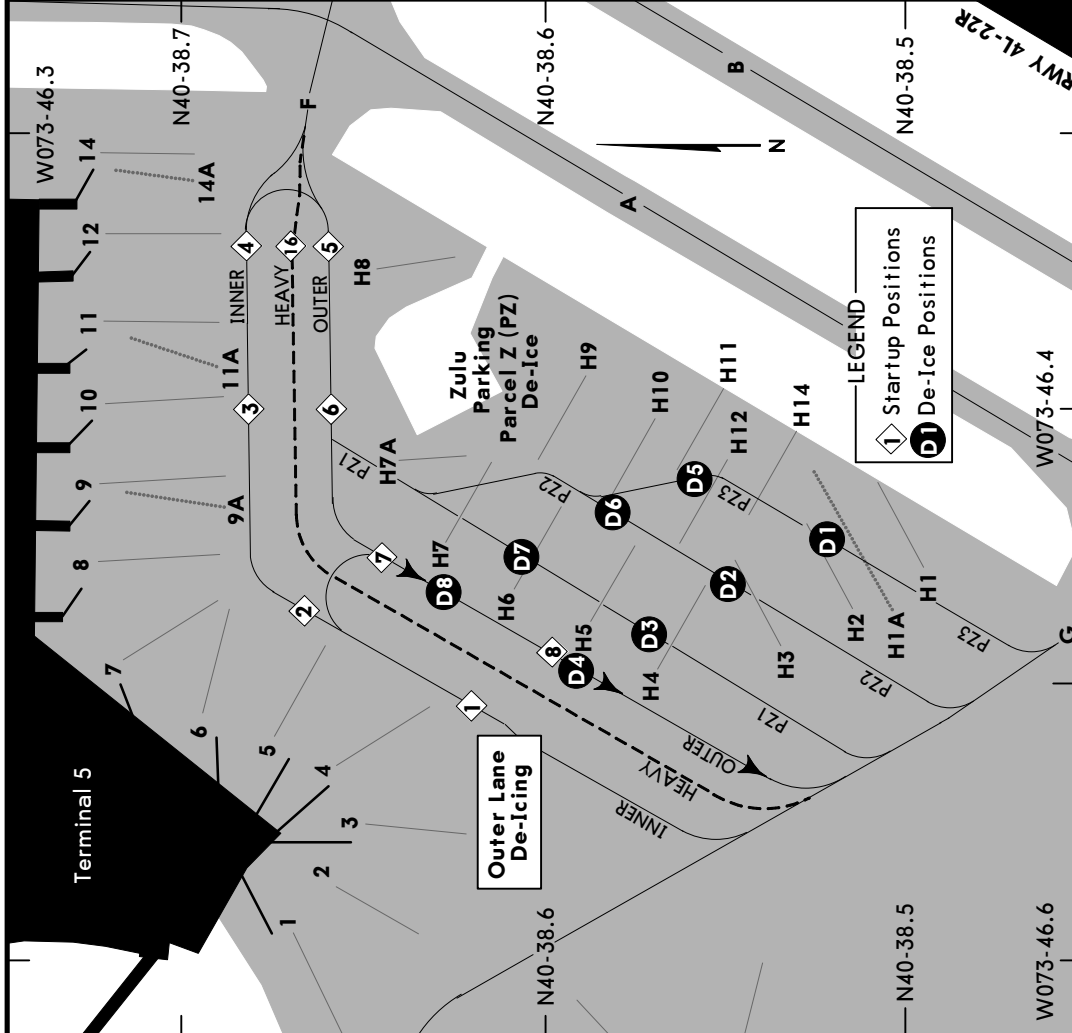 W073-46.3
N40-38.7
N40-38.6
N40-38.5
RWY 4L-22R
14
14A
12
11
11A
10
9
9A
8
7
6
5
4
3
2
1
Terminal 5
F
B
A
N
4
16
5
INNER
HEAVY
OUTER
H8
3
6
PZ1
H7A
Zulu
Parking
Parcel Z (PZ)
De-Ice
H9
H10
H11
H12
H14
PZ2
PZ3
D5
D6
D7
D8
H7
7
2
H6
H5
8
D4
D3
D2
D1
H4
H3
H2
H1A
H1
1
PZ3
PZ2
PZ1
OUTER
HEAVY
INNER
G
Outer Lane
De-Icing
LEGEND
1 Startup Positions
D1 De-Ice Positions
W073-46.4
N40-38.6
N40-38.5
W073-46.6